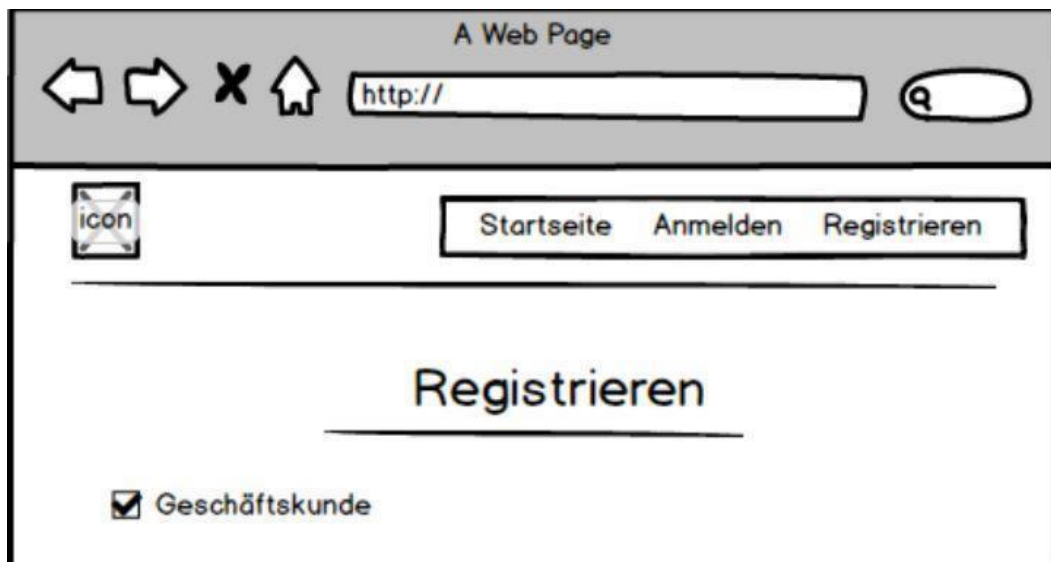 A Web Page
http://
icon
Startseite Anmelden Registrieren
Registrieren
Geschäftskunde